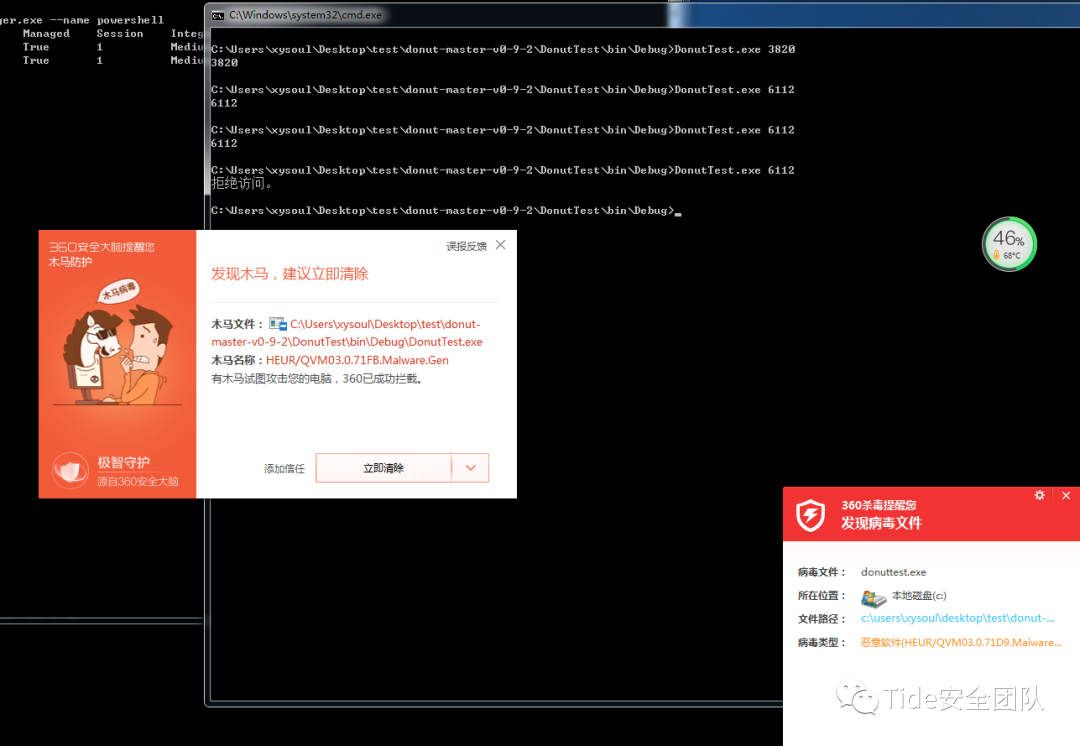 ger.exe --name powershell
Managed Session Integ
True 1 Mediu
True 1 Mediu
C:\Windows\system32\cmd.exe
C:\Users\xysoul\Desktop\test\donut-master-v0-9-2\DonutTest\bin\Debug>DonutTest.exe 3820
3820
C:\Users\xysoul\Desktop\test\donut-master-v0-9-2\DonutTest\bin\Debug>DonutTest.exe 6112
6112
C:\Users\xysoul\Desktop\test\donut-master-v0-9-2\DonutTest\bin\Debug>DonutTest.exe 6112
6112
C:\Users\xysoul\Desktop\test\donut-master-v0-9-2\DonutTest\bin\Debug>DonutTest.exe 6112
拒绝访问。
C:\Users\xysoul\Desktop\test\donut-master-v0-9-2\DonutTest\bin\Debug>
360安全大脑提醒您
木马防护
木马病毒
极智守护
源自360安全大脑
误报反馈
发现木马，建议立即清除
木马文件： C:\Users\xysoul\Desktop\test\donut-
master-v0-9-2\DonutTest\bin\Debug\DonutTest.exe
木马名称：HEUR/QVM03.0.71FB.Malware.Gen
有木马试图攻击您的电脑，360已成功拦截。
添加信任 立即清除
46%
68°C
360杀毒提醒您
发现病毒文件
病毒文件： donuttest.exe
所在位置： 本地磁盘(c:)
文件路径： c:\users\xysoul\desktop\test\donut-...
病毒类型： 恶意软件(HEUR/QVM03.0.71D9.Malware...
Tide安全团队